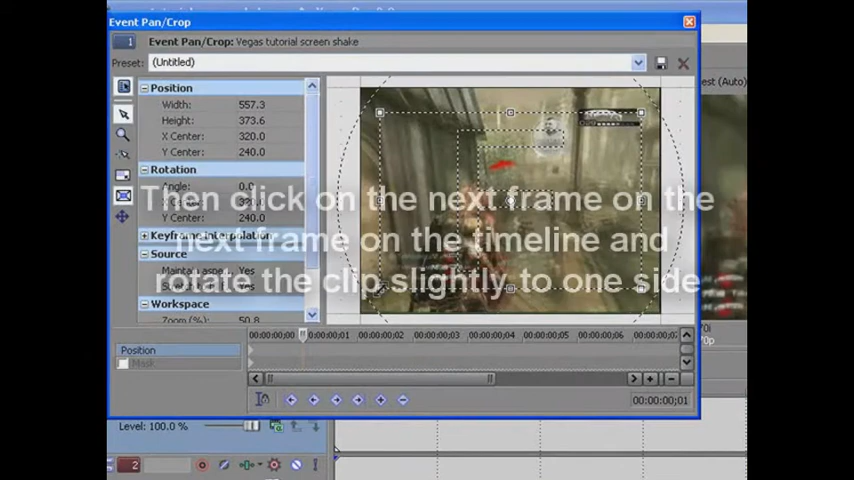 Event Pan/Crop
Event Pan/Crop: Vegas tutorial screen shake
Preset: (Untitled)
Position
Width: 557.3
Height: 373.6
X Center: 320.0
Y Center: 240.0
Rotation
Angle: 0.0
Y Center: 240.0
Keyframe Interpolation
Source
Yes
Yes
Workspace
Zoom (%): 50.8
Then click on the next frame on the
next frame on the timeline and
rotate the clip slightly to one side
00:00:00;00 00:00:00;01 00:00:00;02 00:00:00;03 00:00:00;04 00:00:00;05 00:00:00;06
Position
Mask
00:00:00;01
Level: 100.0 %
2
(Auto)